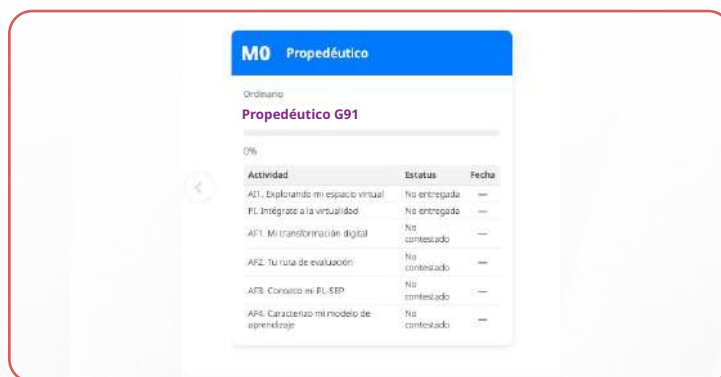 M0 Propedéutico
Ordinario
Propedéutico G91
0%
Actividad Estatus Fecha
AI1. Explorando mi espacio virtual No entregada —
PI. Intégrate a la virtualidad No entregada —
AF1. Mi transformación digital No contestado —
AF2. Tu ruta de evaluación No contestado —
AF3. Conozco mi PL-SEP No contestado —
AF4. Caracterizo mi modelo de
aprendizaje No contestado —